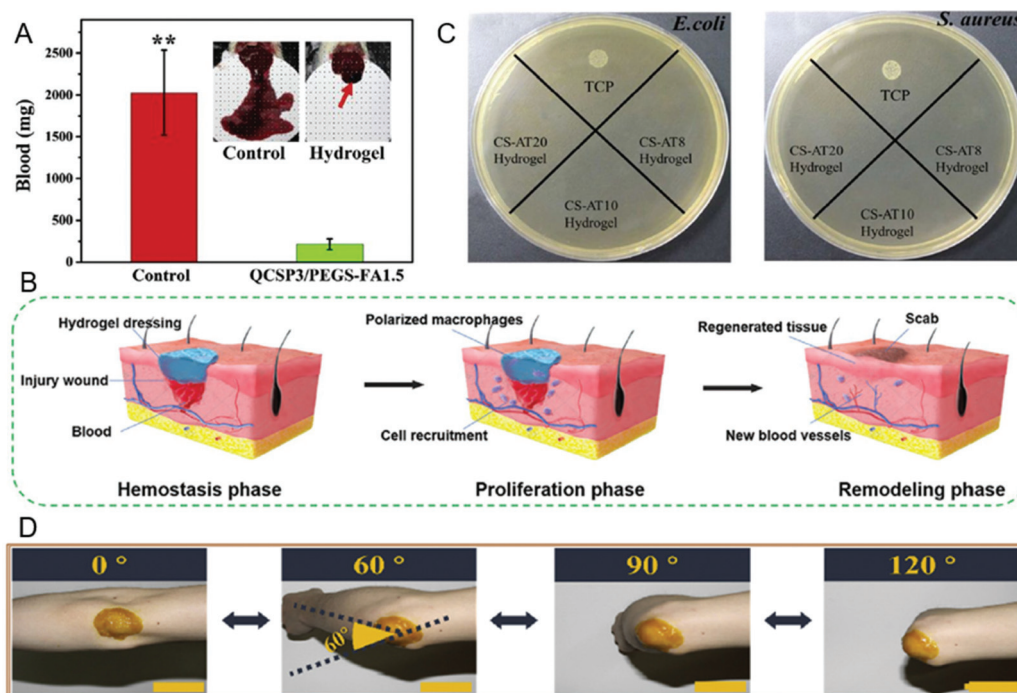 A
**
2500
2000
1500
1000
500
0
Blood (mg)
Control
Hydrogel
Control
QCSP3/PEGS-FA1.5
C
E.coli
TCP
CS-AT20
Hydrogel
CS-AT8
Hydrogel
CS-AT10
Hydrogel
S. aureus
TCP
CS-AT20
Hydrogel
CS-AT8
Hydrogel
CS-AT10
Hydrogel
B
Hydrogel dressing
Injury wound
Blood
Hemostasis phase
Polarized macrophages
Cell recruitment
Proliferation phase
Regenerated tissue
Scab
New blood vessels
Remodeling phase
D
0 °
60 °
90 °
120 °
60°